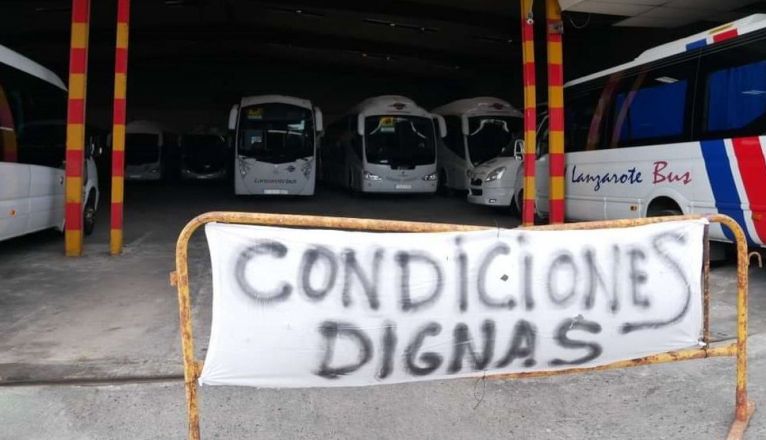 Lanzarote Bus
CONDICIONES
DIGNAS